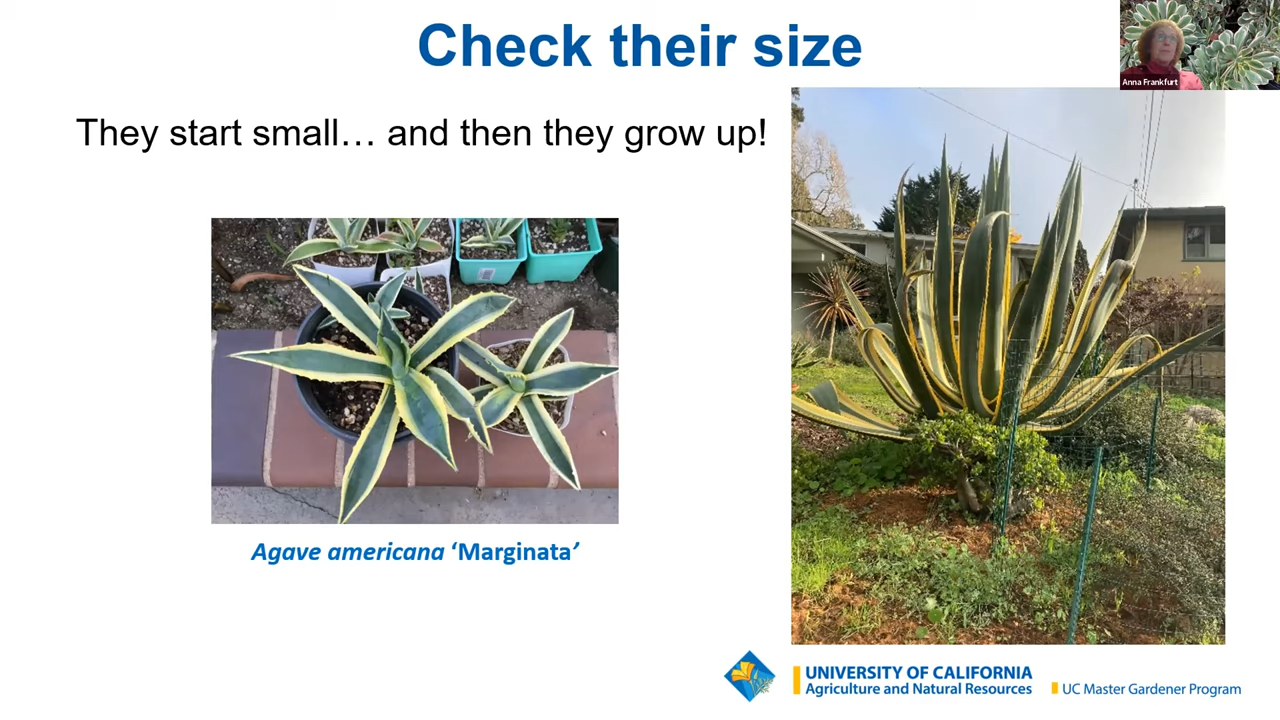 Check their size
Anna Frankfurt
They start small… and then they grow up!
Agave americana ‘Marginata’
UNIVERSITY OF CALIFORNIA
Agriculture and Natural Resources
UC Master Gardener Program